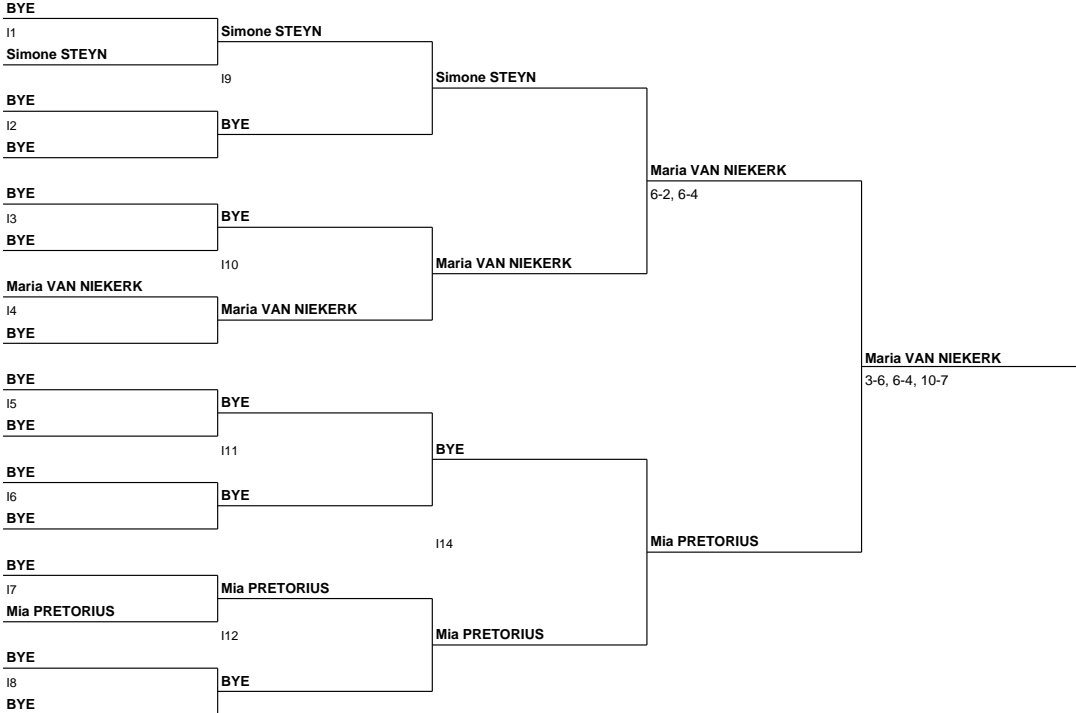 BYE
I1
Simone STEYN
Simone STEYN
I9
Simone STEYN
BYE
I2
BYE
BYE
Maria VAN NIEKERK
6-2, 6-4
BYE
I3
BYE
BYE
I10
Maria VAN NIEKERK
Maria VAN NIEKERK
I4
BYE
Maria VAN NIEKERK
Maria VAN NIEKERK
3-6, 6-4, 10-7
BYE
I5
BYE
BYE
I11
BYE
BYE
I6
BYE
BYE
I14
Mia PRETORIUS
BYE
I7
Mia PRETORIUS
Mia PRETORIUS
I12
Mia PRETORIUS
BYE
I8
BYE
BYE